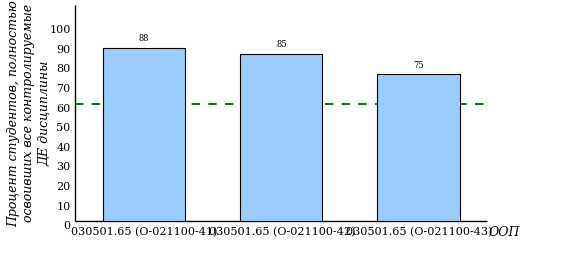 Процент студентов, полностью
освоивших все контролируемые
ДЕ дисциплины
100
90
80
70
60
50
40
30
20
10
0
88
85
75
030501.65 (О-021100-41)
030501.65 (О-021100-42)
030501.65 (О-021100-43)
ООП